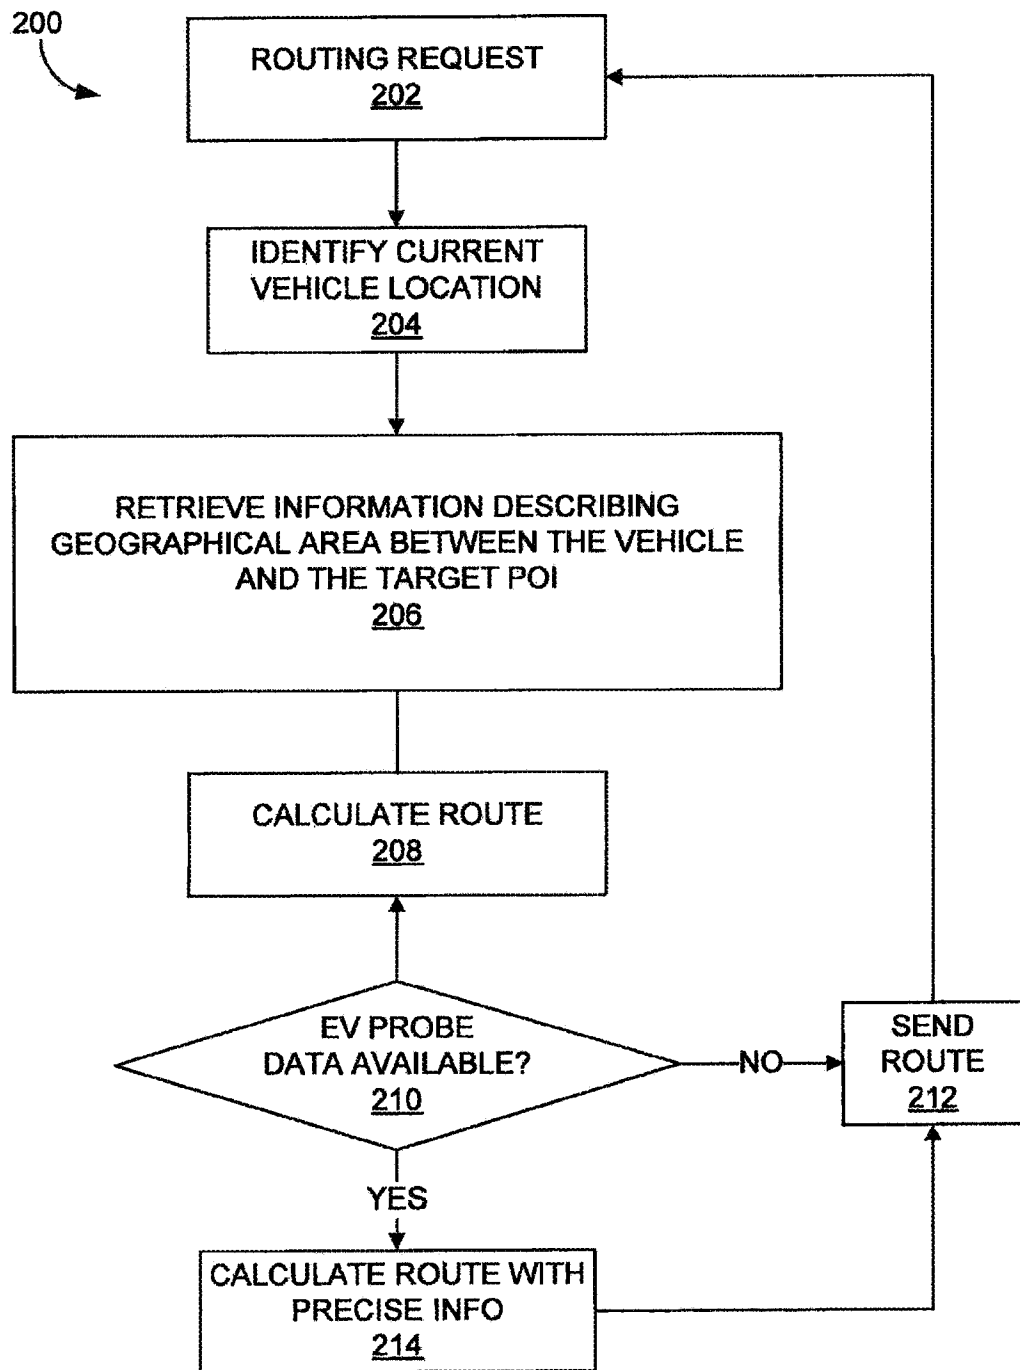 200
ROUTING REQUEST
202
IDENTIFY CURRENT
VEHICLE LOCATION
204
RETRIEVE INFORMATION DESCRIBING
GEOGRAPHICAL AREA BETWEEN THE VEHICLE
AND THE TARGET POI
206
CALCULATE ROUTE
208
EV PROBE
DATA AVAILABLE?
210
NO
SEND
ROUTE
212
YES
CALCULATE ROUTE WITH
PRECISE INFO
214